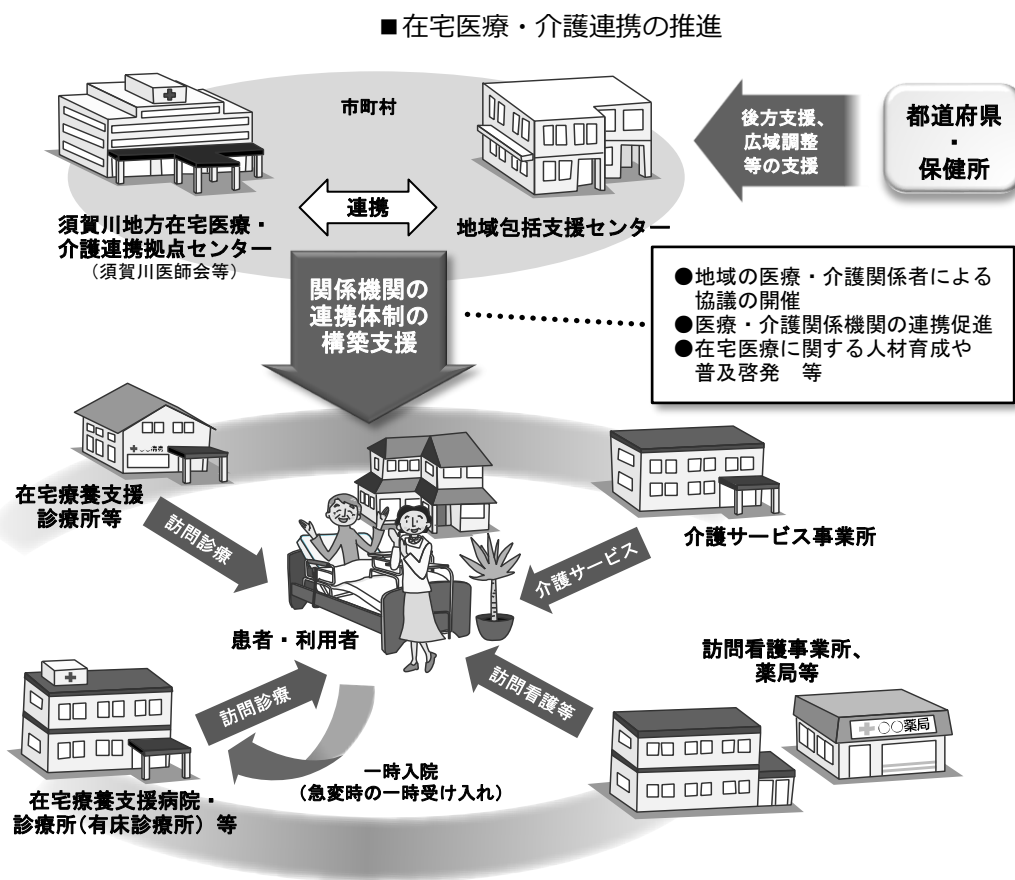 ■在宅医療・介護連携の推進
市町村
後方支援、
広域調整
等の支援
都道府県
・
保健所
連携
須賀川地方在宅医療・
介護連携拠点センター
（須賀川医師会等）
地域包括支援センター
関係機関の
連携体制の
構築支援
●地域の医療・介護関係者による
協議の開催
●医療・介護関係機関の連携促進
●在宅医療に関する人材育成や
普及啓発　等
在宅療養支援
診療所等
訪問診療
介護サービス事業所
介護サービス
患者・利用者
訪問看護事業所、
薬局等
訪問診療
訪問看護等
○○薬局
一時入院
（急変時の一時受け入れ）
在宅療養支援病院・
診療所（有床診療所）等